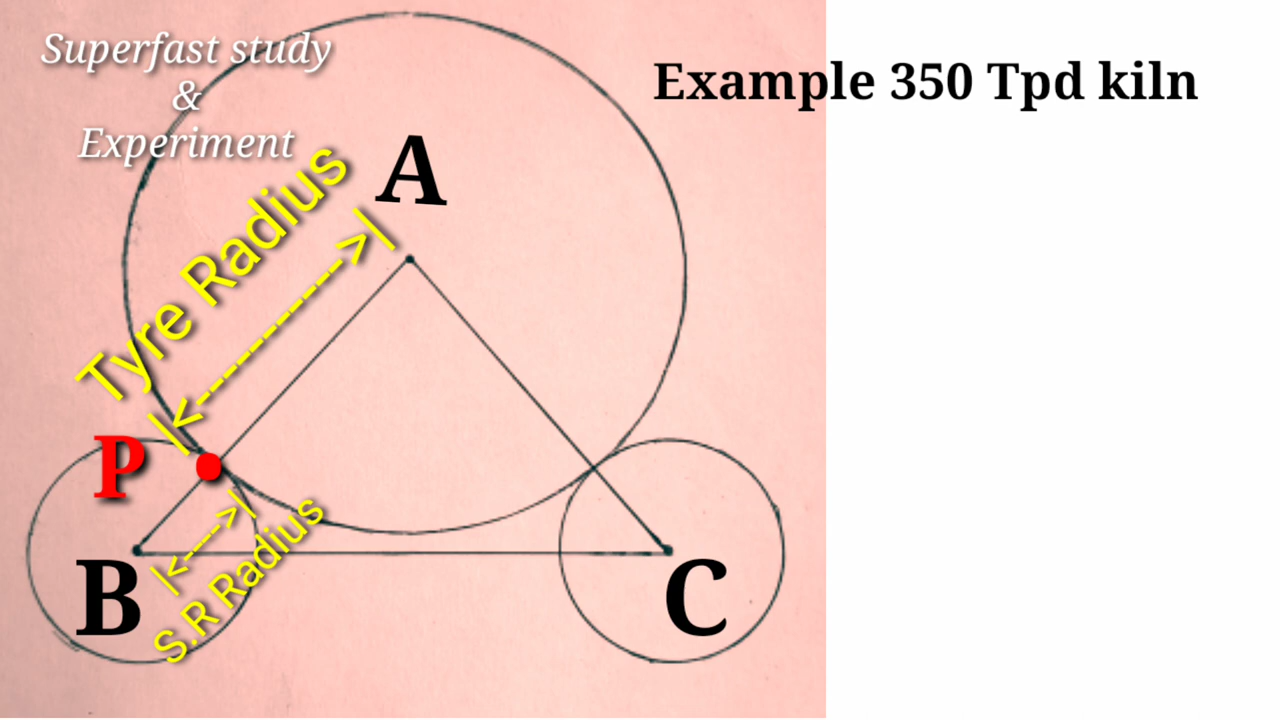 Superfast study
&
Experiment
Example 350 Tpd kiln
A
Tyre Radius
|<----------->|
P
|<---->|
S.R Radius
B
C